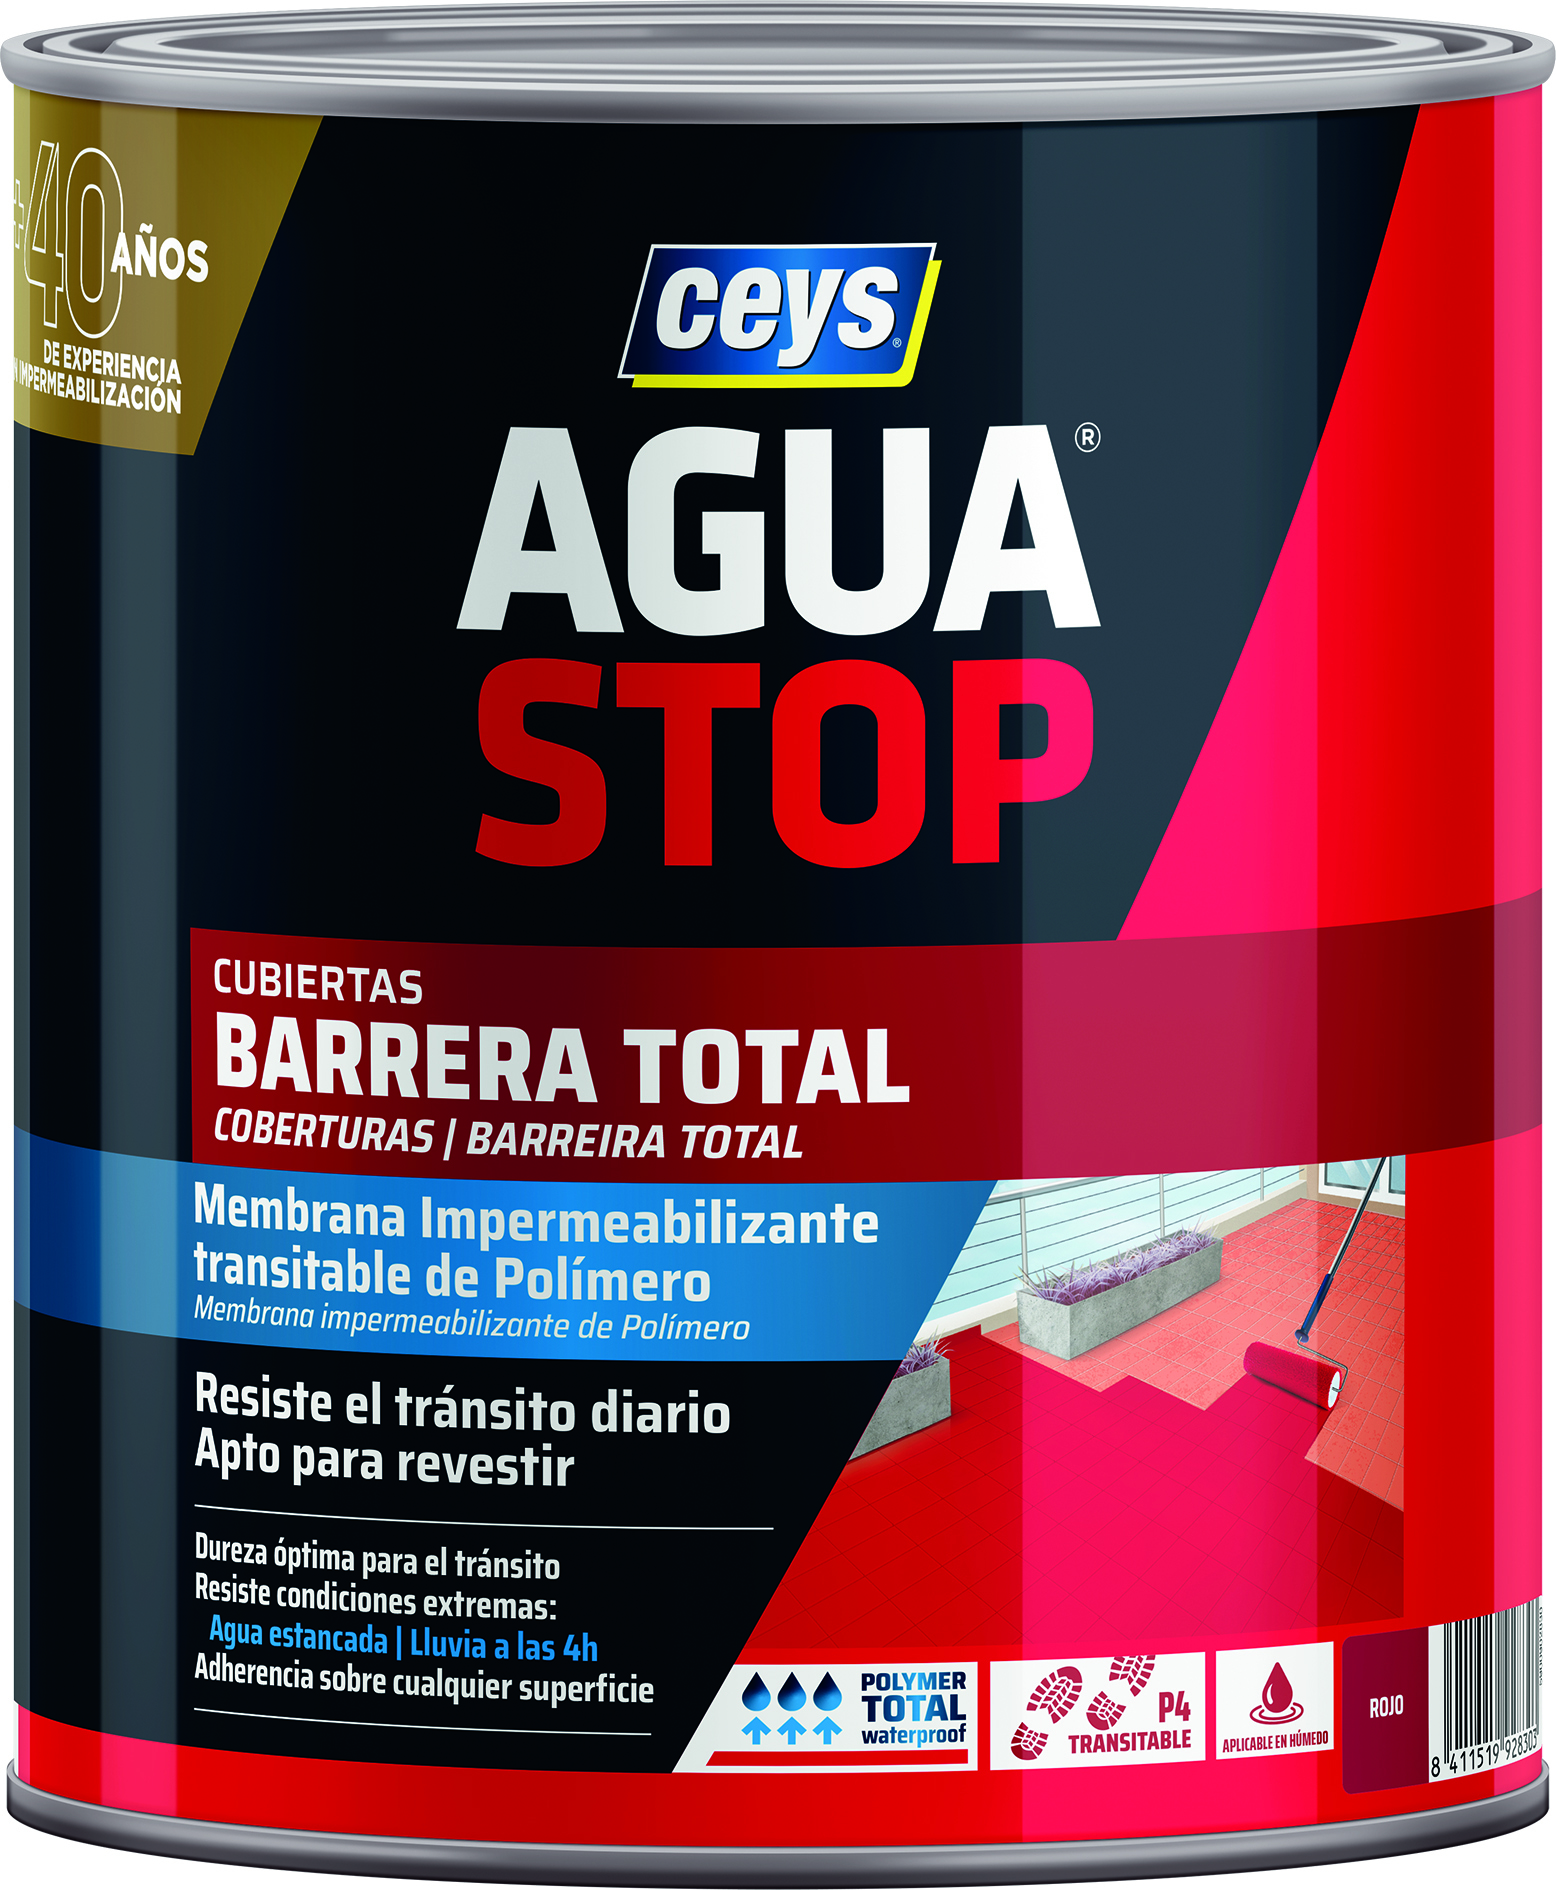 +40 AÑOS
DE EXPERIENCIA
IMPERMEABILIZACIÓN
ceys®
AGUA®
STOP
CUBIERTAS
BARRERA TOTAL
COBERTURAS | BARREIRA TOTAL
Membrana Impermeabilizante
transitable de Polímero
Membrana impermeabilizante de Polímero
Resiste el tránsito diario
Apto para revestir
Dureza óptima para el tránsito
Resiste condiciones extremas:
Agua estancada | Lluvia a las 4h
Adherencia sobre cualquier superficie
POLYMER
TOTAL
waterproof
P4
TRANSITABLE
APLICABLE EN HÚMEDO
ROJO
8 411519 928303